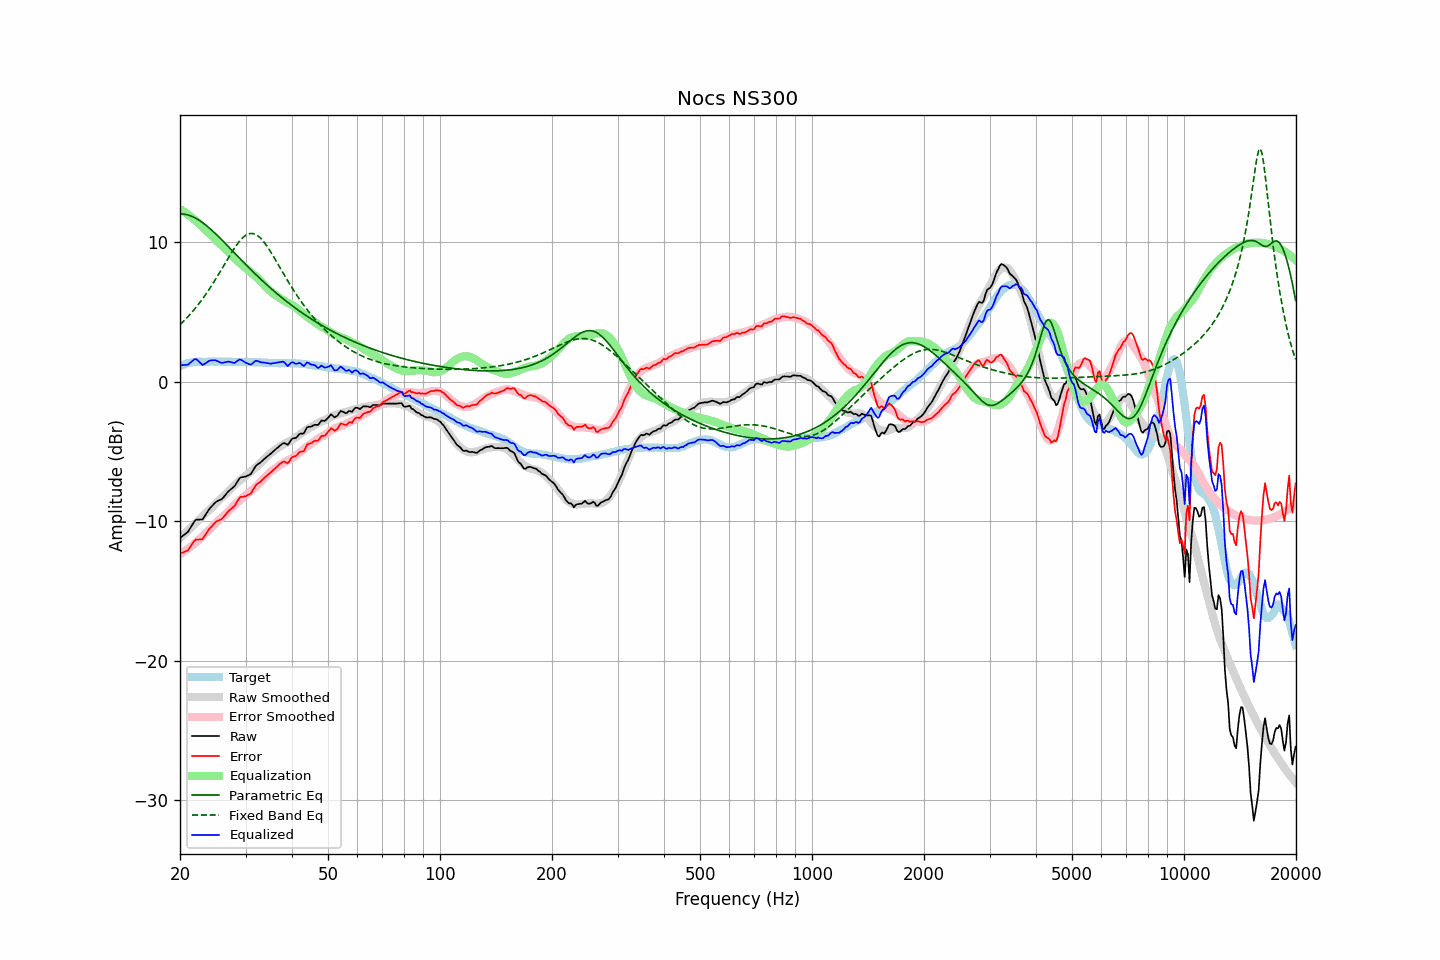 Nocs NS300
Amplitude (dBr)
10
0
−10
−20
−30
Target
Raw Smoothed
Error Smoothed
Raw
Error
Equalization
Parametric Eq
Fixed Band Eq
Equalized
20 50 100 200 500 1000 2000 5000 10000 20000
Frequency (Hz)